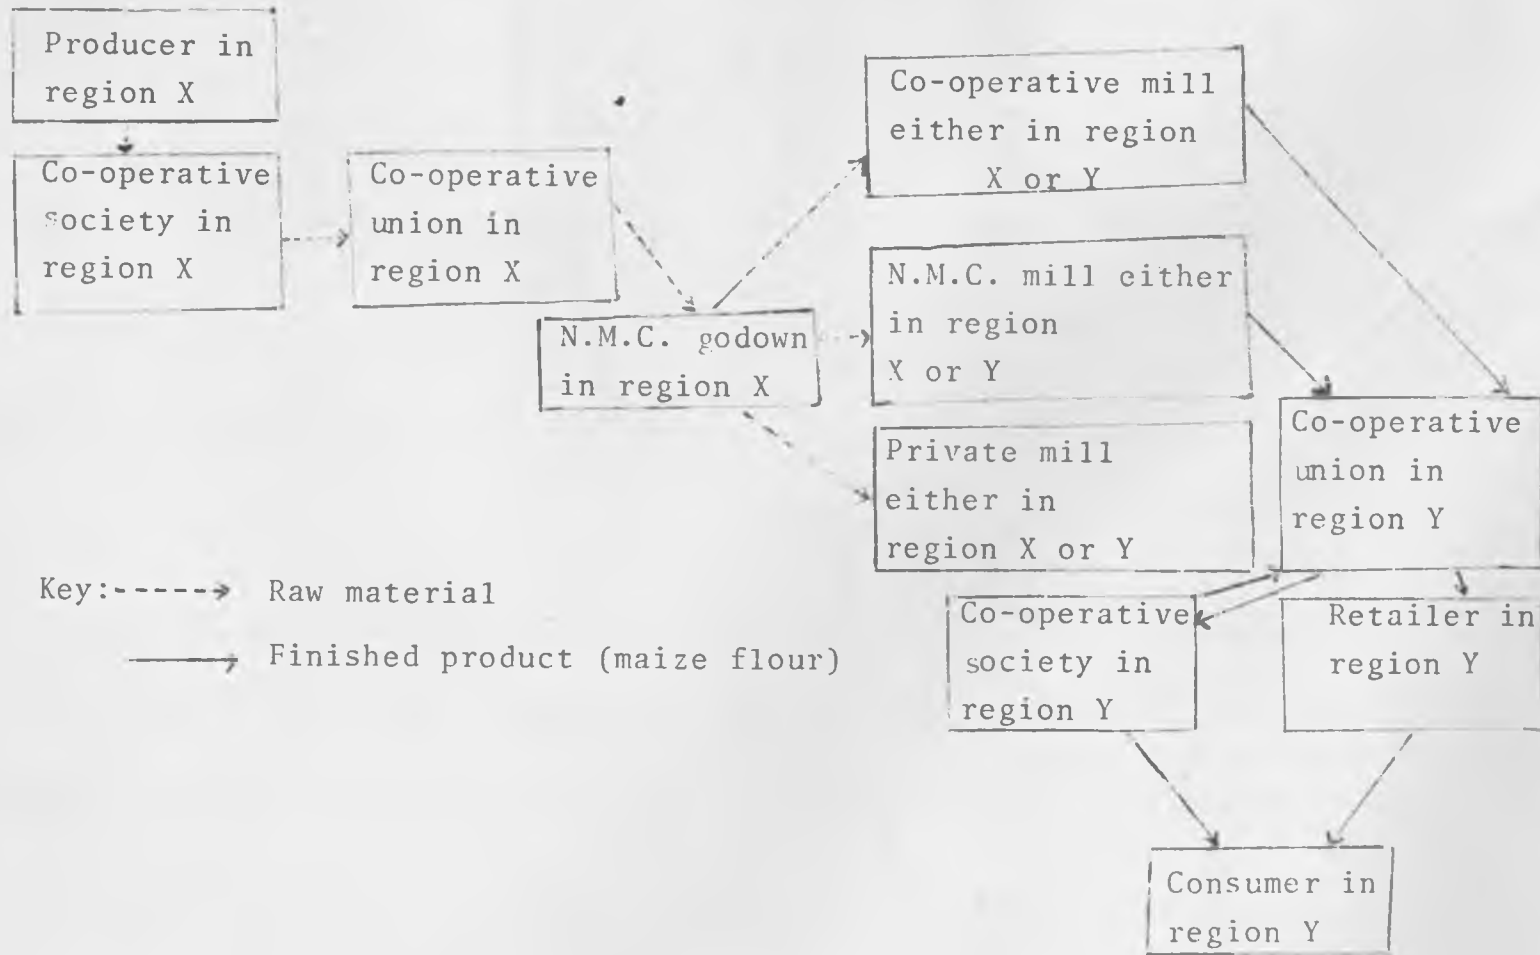 Producer in
region X
Co-operative
society in
region X
Co-operative
union in
region X
N.M.C. godown
in region X
Co-operative mill
either in region
X or Y
N.M.C. mill either
in region
X or Y
Private mill
either in
region X or Y
Co-operative
union in
region Y
Co-operative
society in
region Y
Retailer in
region Y
Consumer in
region Y
Key: Raw material
Finished product (maize flour)